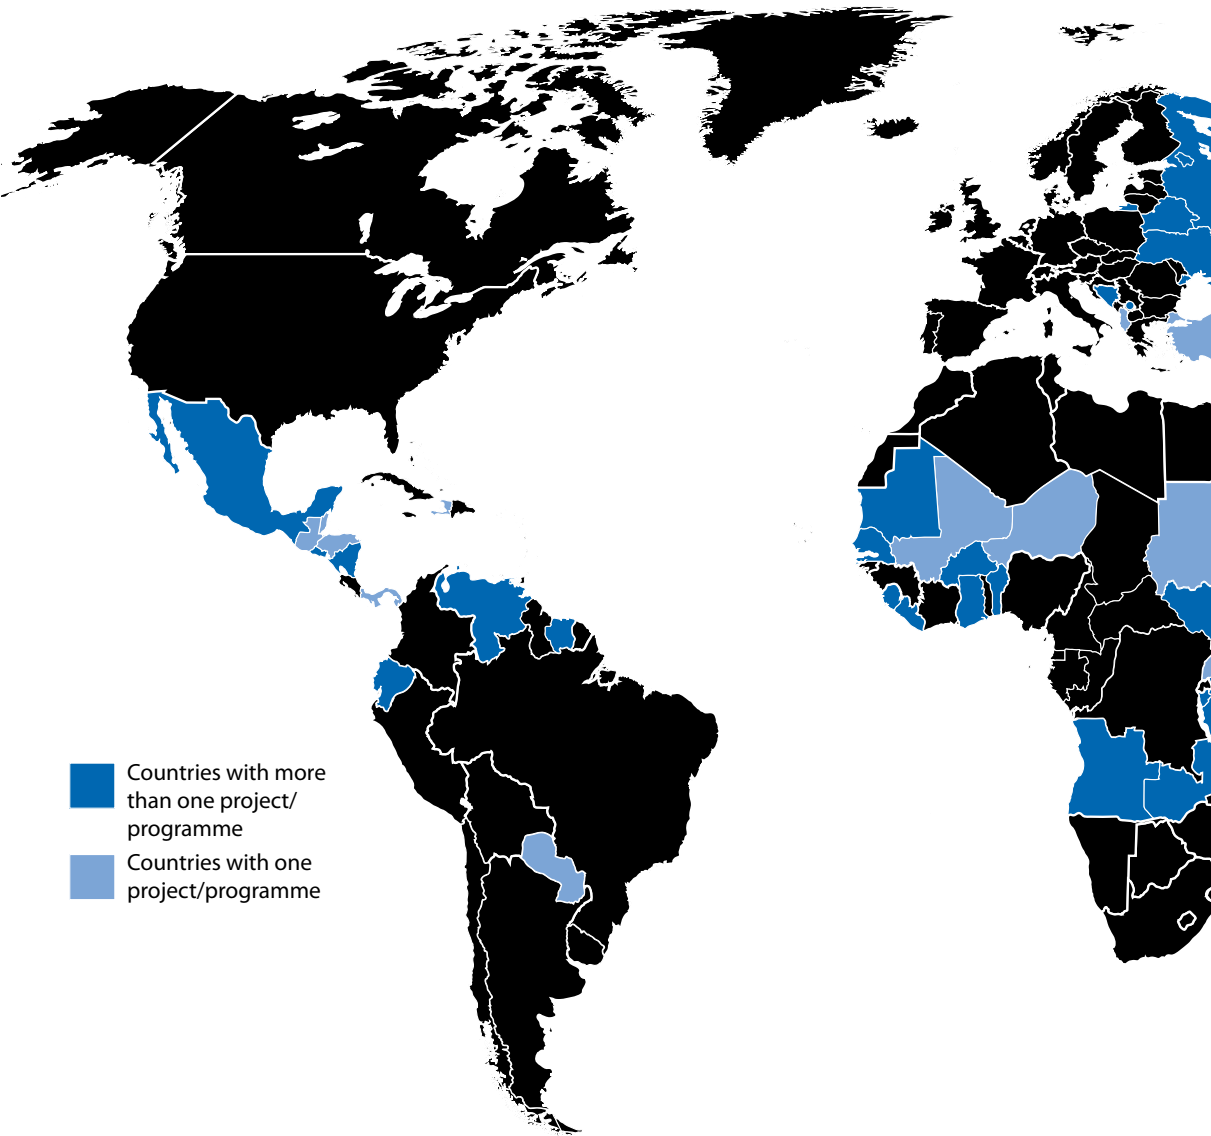 Countries with more
than one project/
programme
Countries with one
project/programme